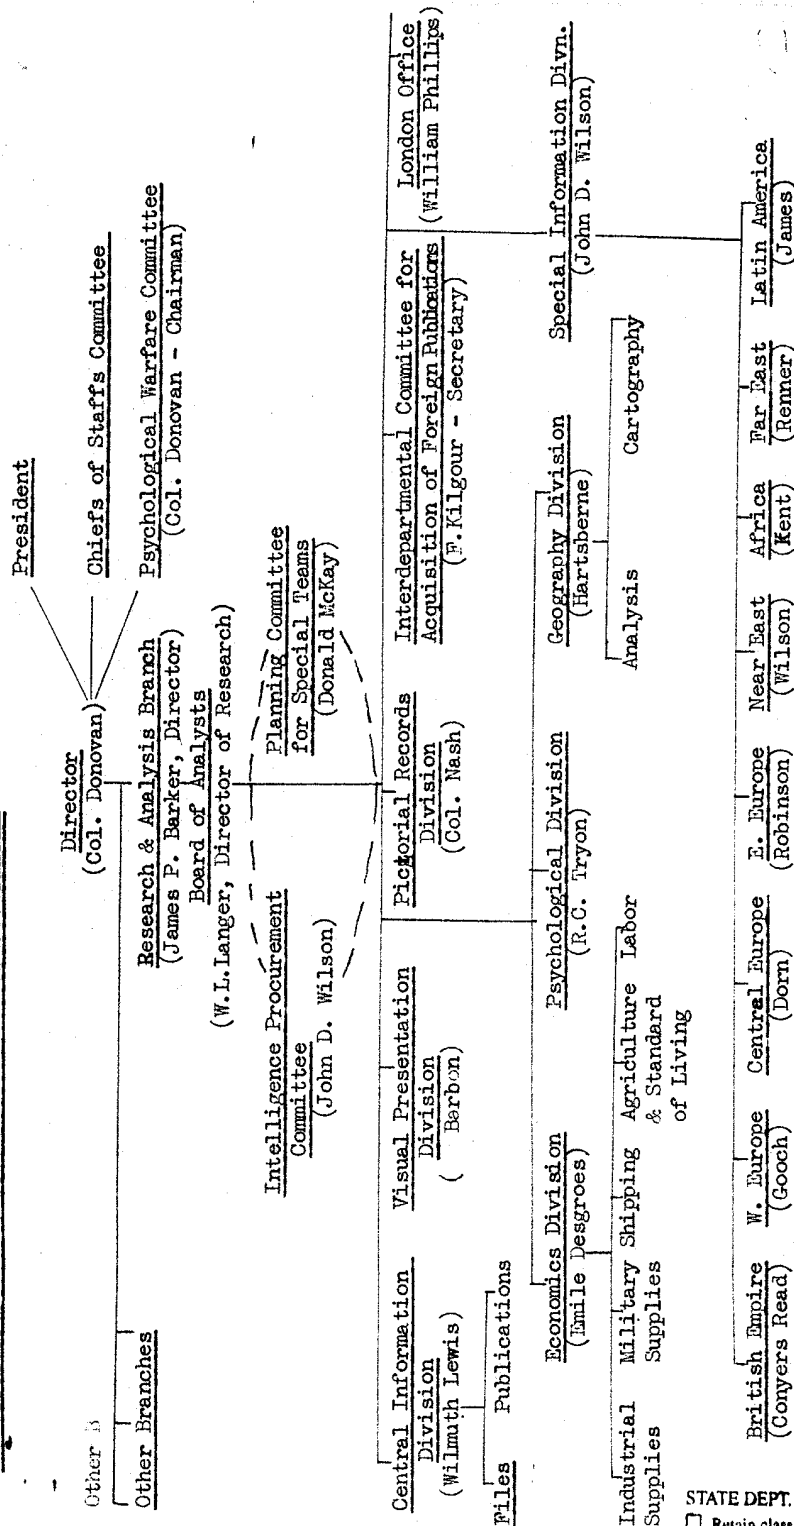 President
Director
(Col. Donovan)
Chiefs of Staffs Committee
Psychological Warfare Committee
(Col. Donovan - Chairman)
Other
Other Branches
Research & Analysis Branch
(James P. Barker, Director)
Board of Analysts
(W.L.Langer, Director of Research)
Intelligence Procurement
Committee
(John D. Wilson)
Planning Committee
for Special Teams
(Donald McKay)
Central Information
Division
(Wilmuth Lewis)
Files
Publications
Visual Presentation
Division
( Barbon)
Pictorial Records
Division
(Col. Nash)
Interdepartmental Committee for
Acquisition of Foreign Publications
(F.Kilgour - Secretary)
London Office
(William Phillips)
Economics Division
(Emile Desgroes)
Industrial
Supplies
Military
Supplies
Shipping
Agriculture
& Standard
of Living
Labor
Psychological Division
(R.C. Tryon)
Geography Division
(Hartsberne)
Analysis
Cartography
Special Information Divn.
(John D. Wilson)
British Empire
(Conyers Read)
W. Europe
(Gooch)
Central Europe
(Dorn)
E. Europe
(Robinson)
Near East
(Wilson)
Africa
(Kent)
Far East
(Renner)
Latin America
(James)
STATE DEPT.
Retain class